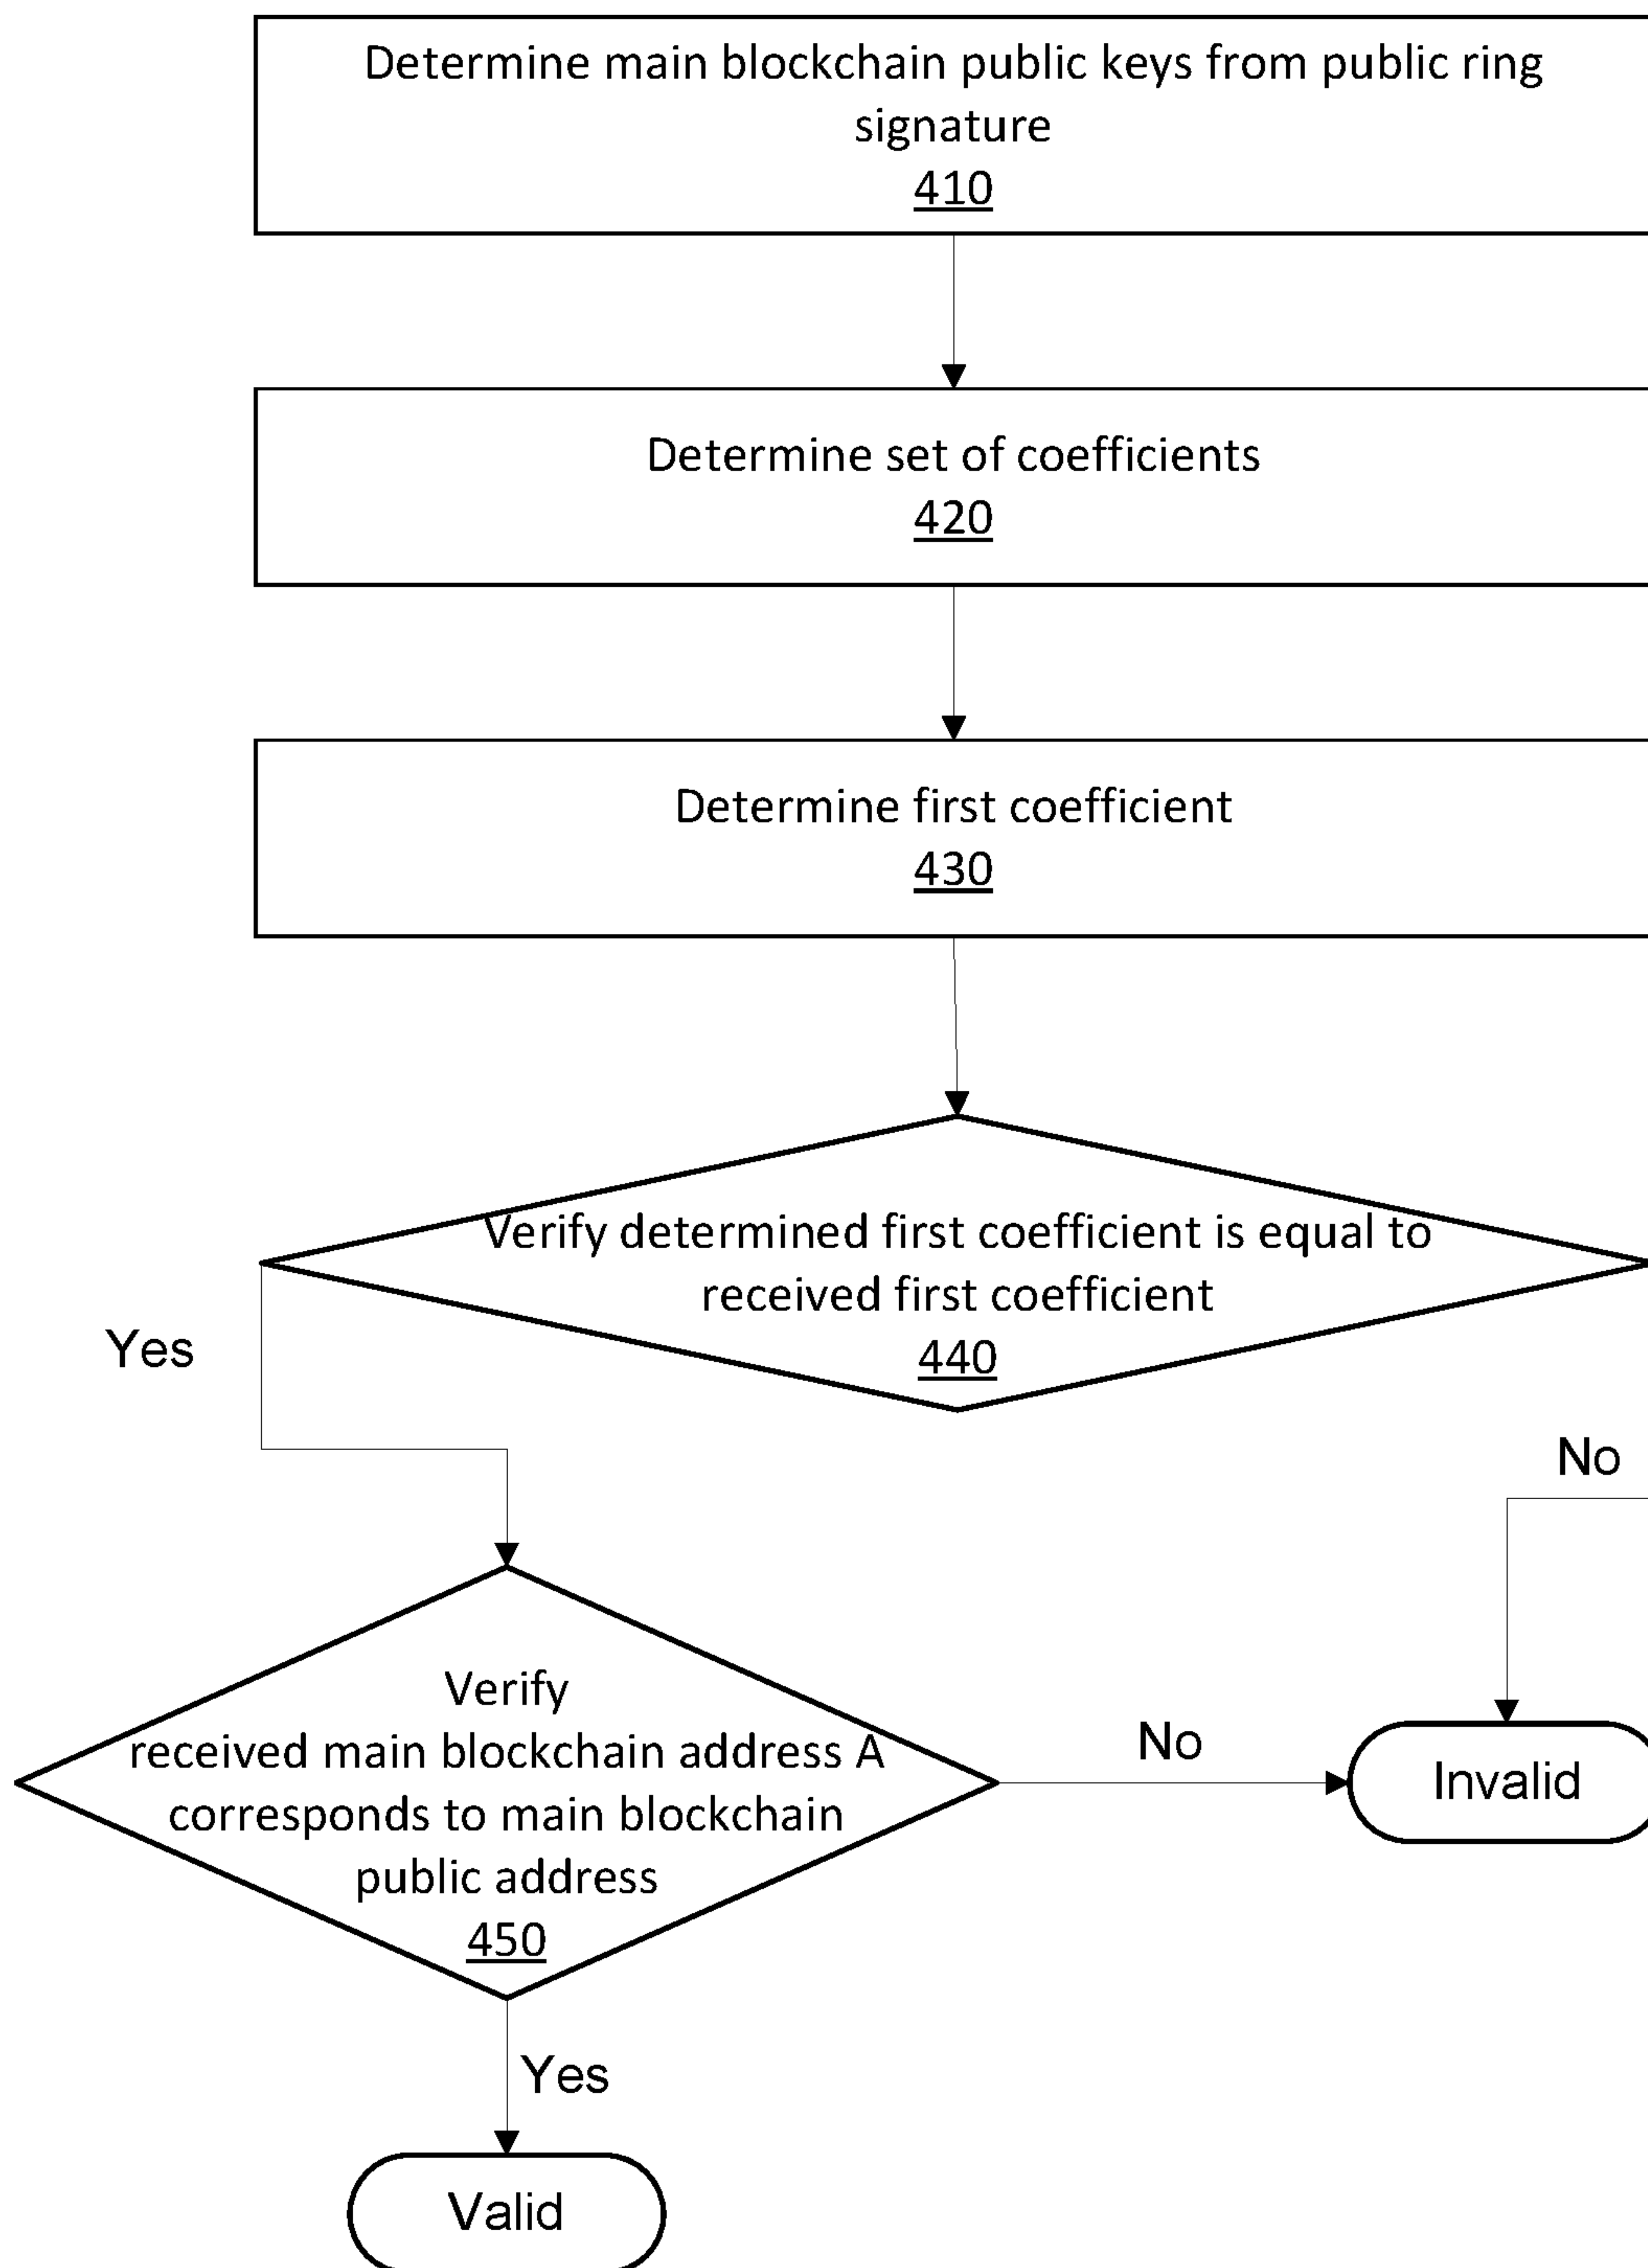 Determine main blockchain public keys from public ring
signature
410
Determine set of coefficients
420
Determine first coefficient
430
Verify determined first coefficient is equal to
received first coefficient
440
Yes
No
Verify
received main blockchain address A
corresponds to main blockchain
public address
450
No
Invalid
Yes
Valid